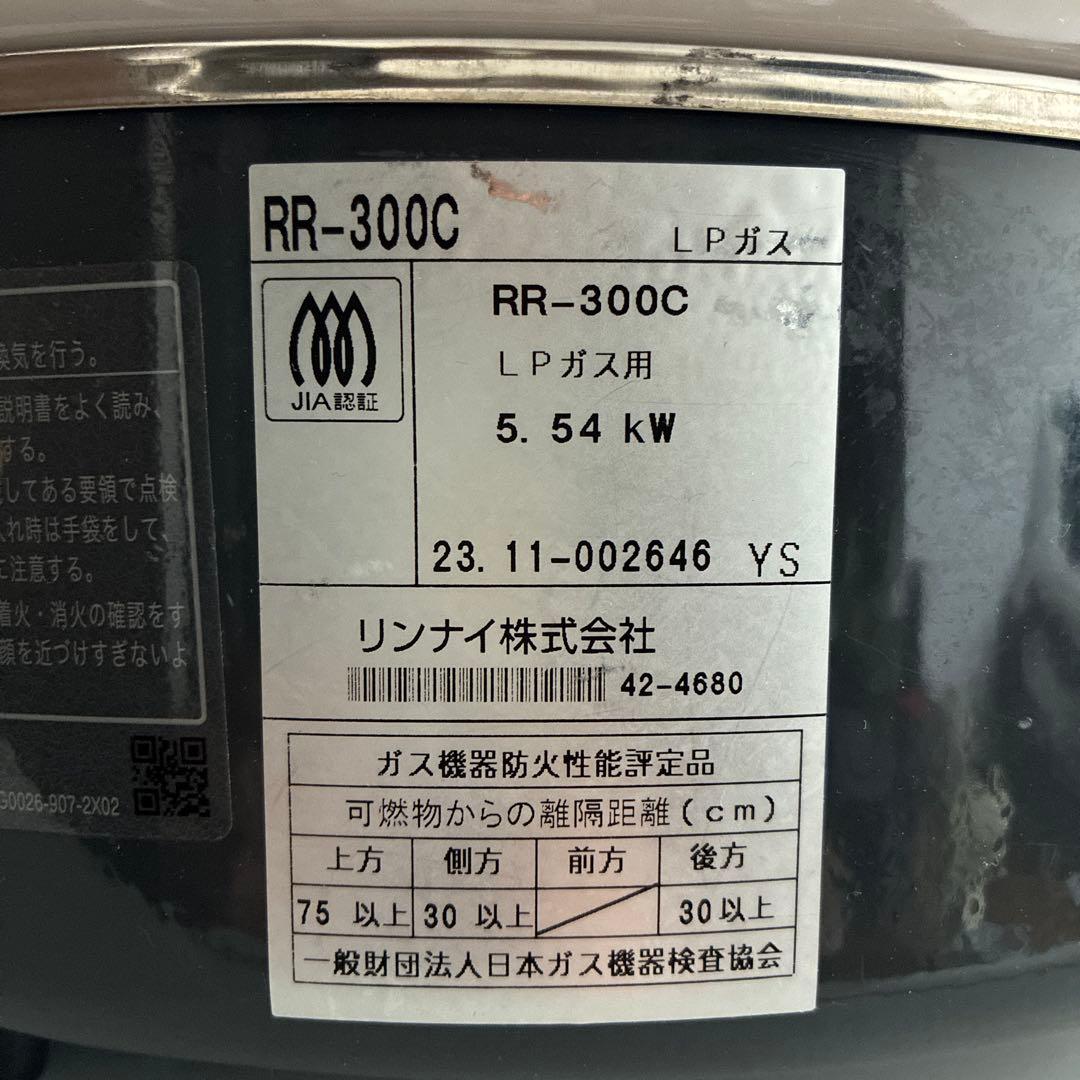 RR-300C
LPガス
JIA認証
RR-300C
LPガス用
5.54 kW
23.11-002646 YS
リンナイ株式会社
42-4680
ガス機器防火性能評定品
可燃物からの離隔距離(cm)
上方 側方 前方 後方
75 以上 30 以上 30以上
一般財団法人日本ガス機器検査協会
換気を行う。
説明書をよく読み、
する。
してある要領で点検
れ時は手袋をして、
に注意する。
着火・消火の確認をす
顔を近づけすぎないよ
G0026-907-2X02